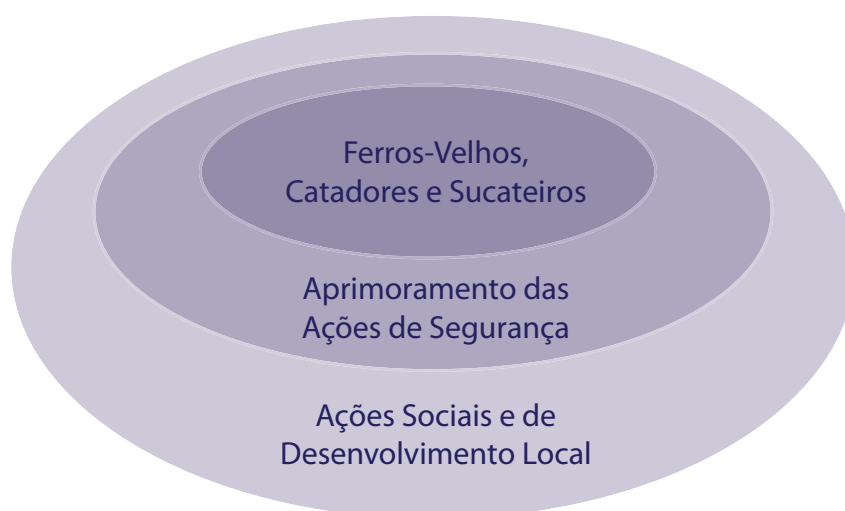 Ferros-Velhos,
Catadores e Sucateiros
Aprimoramento das
Ações de Segurança
Ações Sociais e de
Desenvolvimento Local